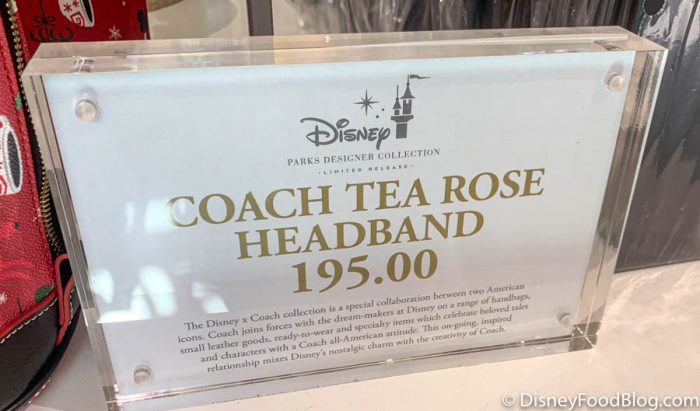 Disney
PARKS DESIGNER COLLECTION
· LIMITED RELEASE ·
COACH TEA ROSE
HEADBAND
195.00
The Disney x Coach collection is a special collaboration between two American
icons. Coach joins forces with the dream-makers at Disney on a range of handbags,
small leather goods, ready-to-wear and specialty items which celebrate beloved tales
and characters with a Coach all-American attitude. This on-going, inspired
relationship mixes Disney's nostalgic charm with the creativity of Coach.
©DisneyFoodBlog.com